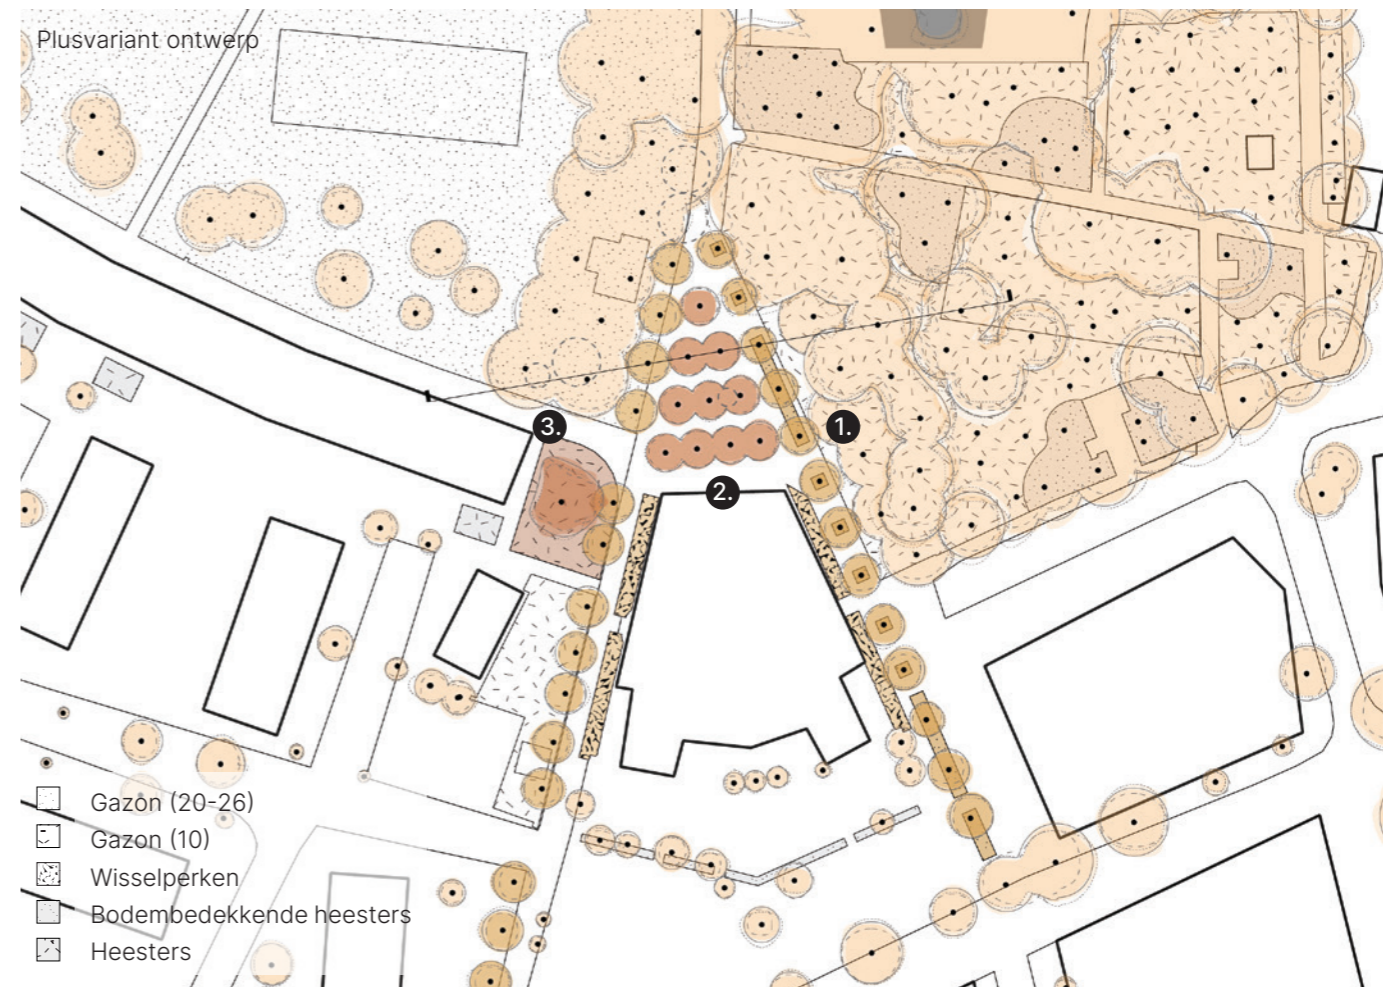 Plusvariant ontwerp
3.
1.
2.
Gazon (20-26)
Gazon (10)
Wisselperken
Bodembedekkende heesters
Heesters